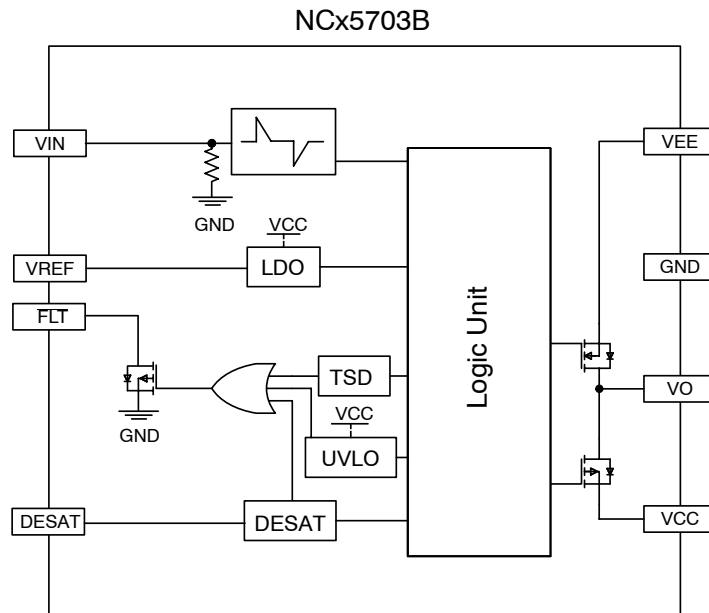 NCx5703B
VIN
GND
VREF
VCC
LDO
FLT
GND
TSD
VCC
UVLO
DESAT
DESAT
Logic Unit
VEE
GND
VO
VCC